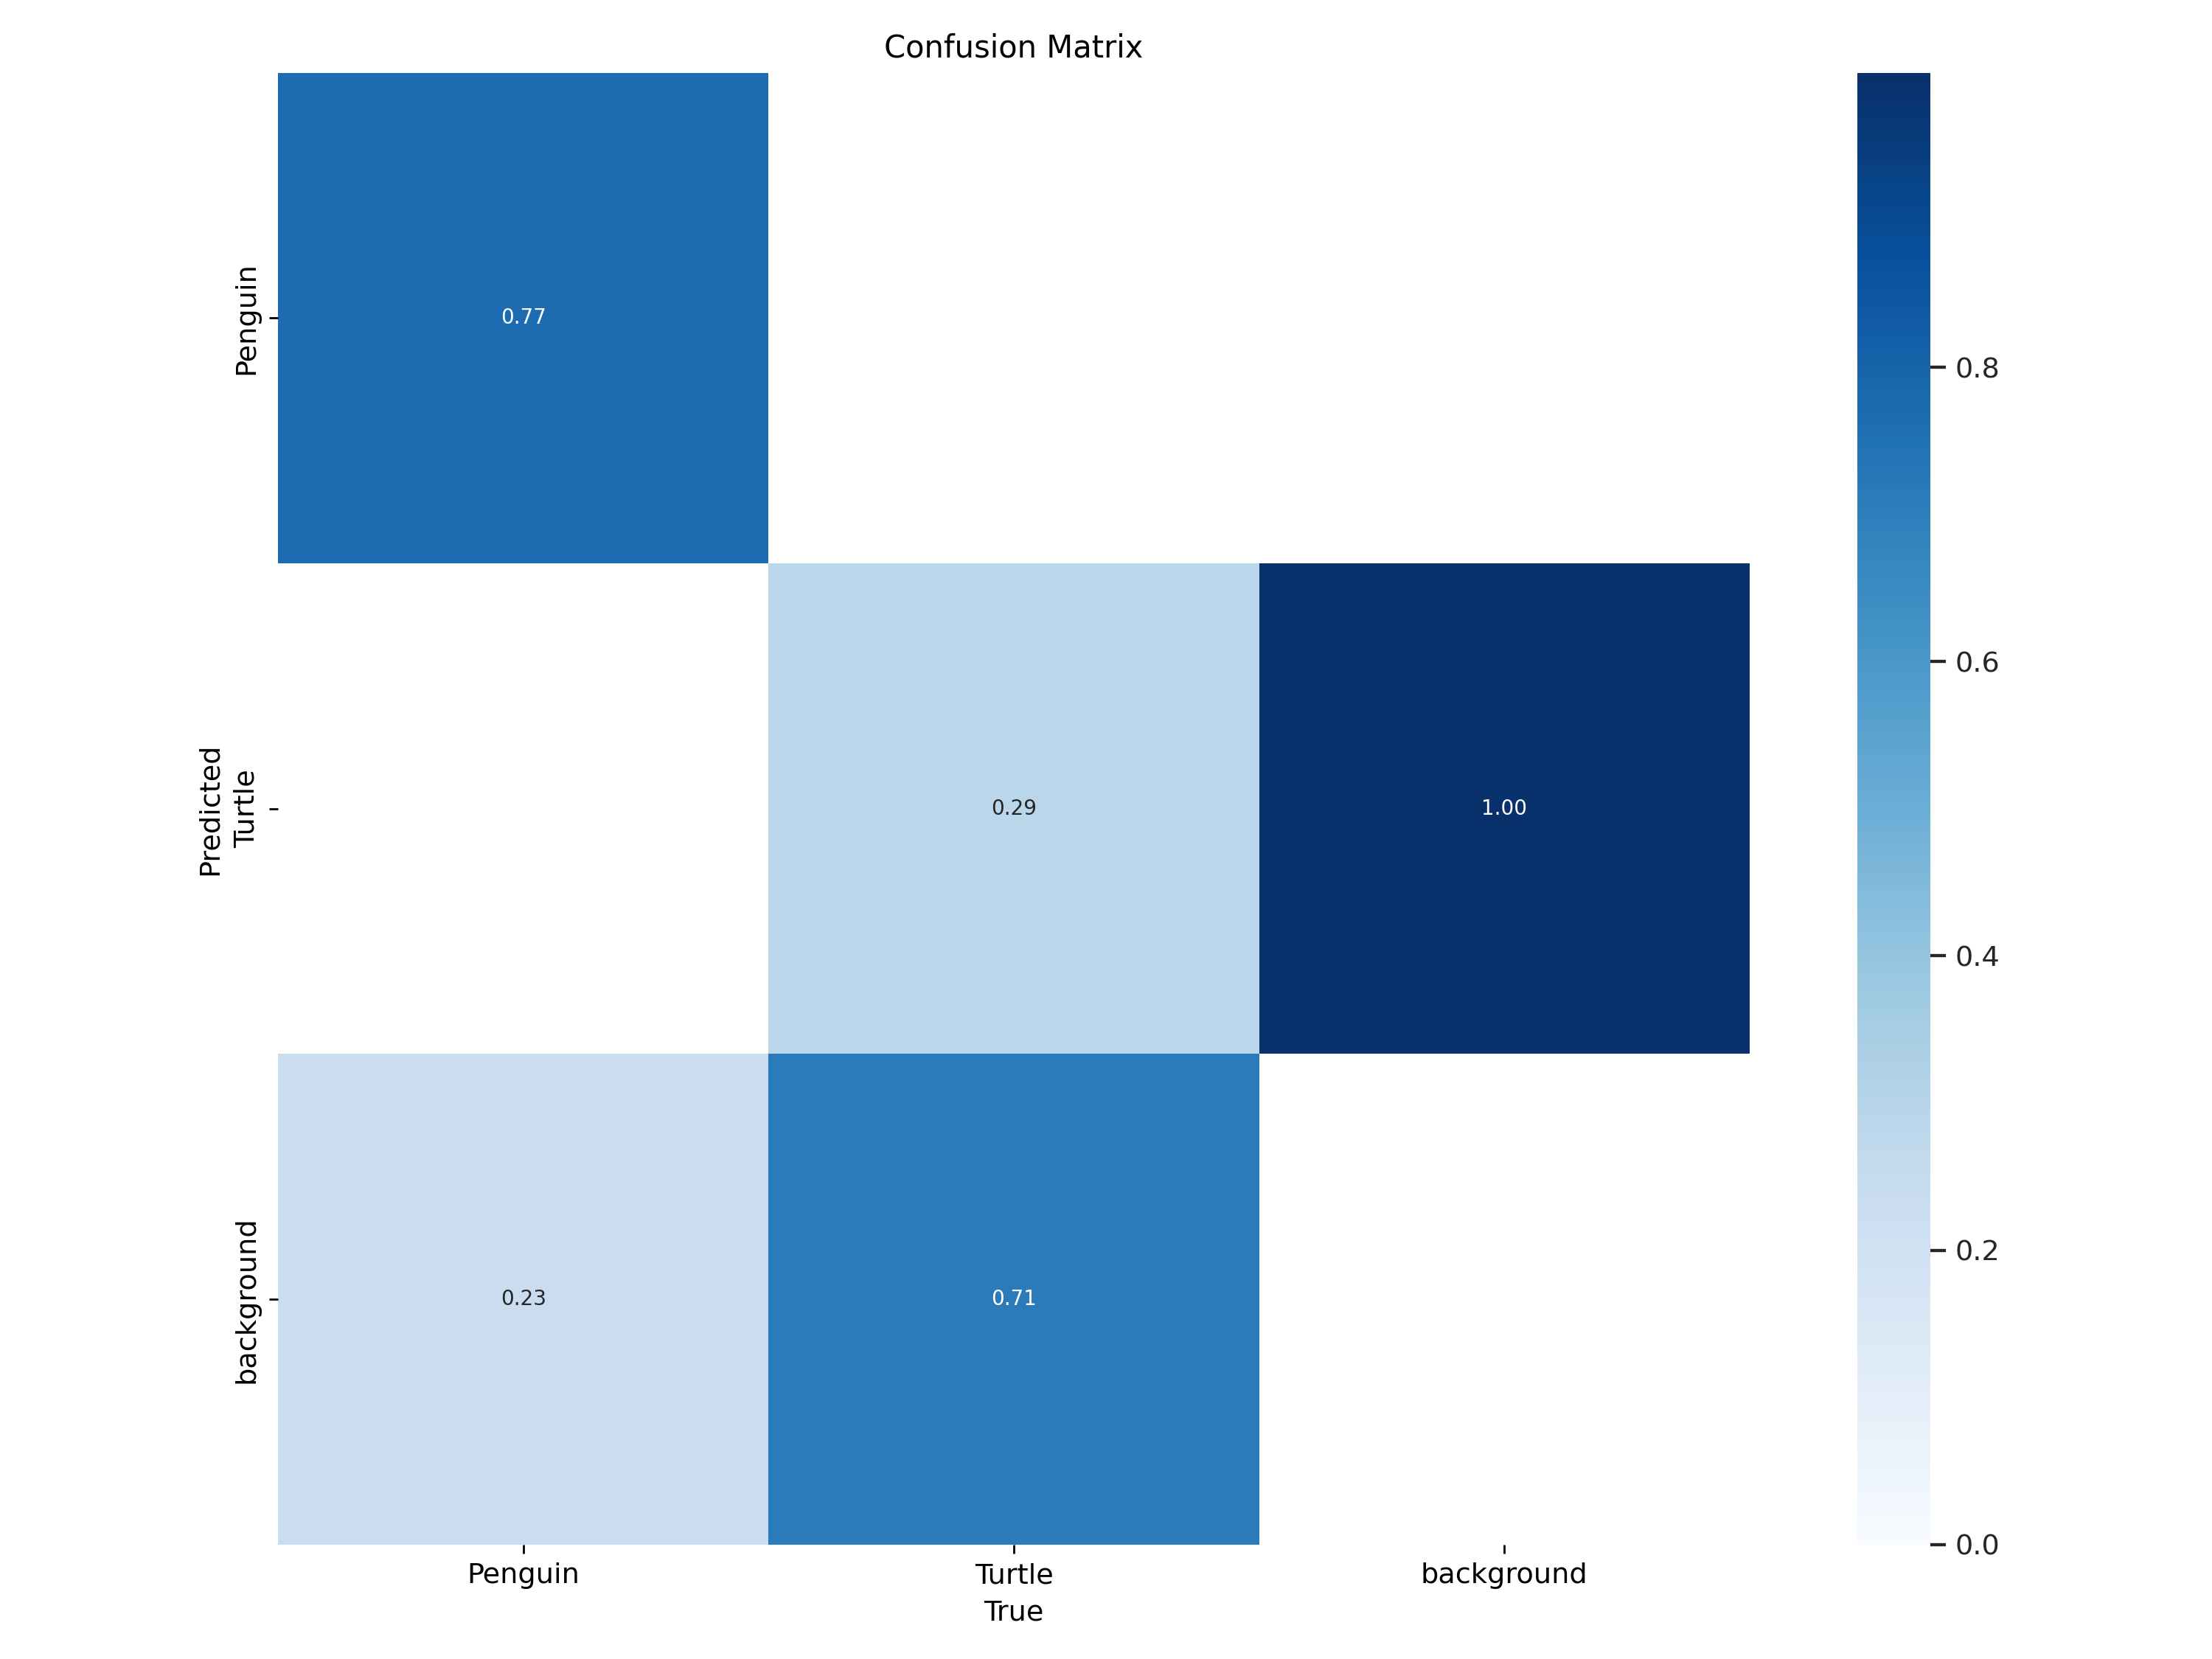 Confusion Matrix
Penguin
0.77
0.8
0.6
Predicted
Turtle
0.29
1.00
0.4
0.2
background
0.23
0.71
0.0
Penguin
Turtle
background
True